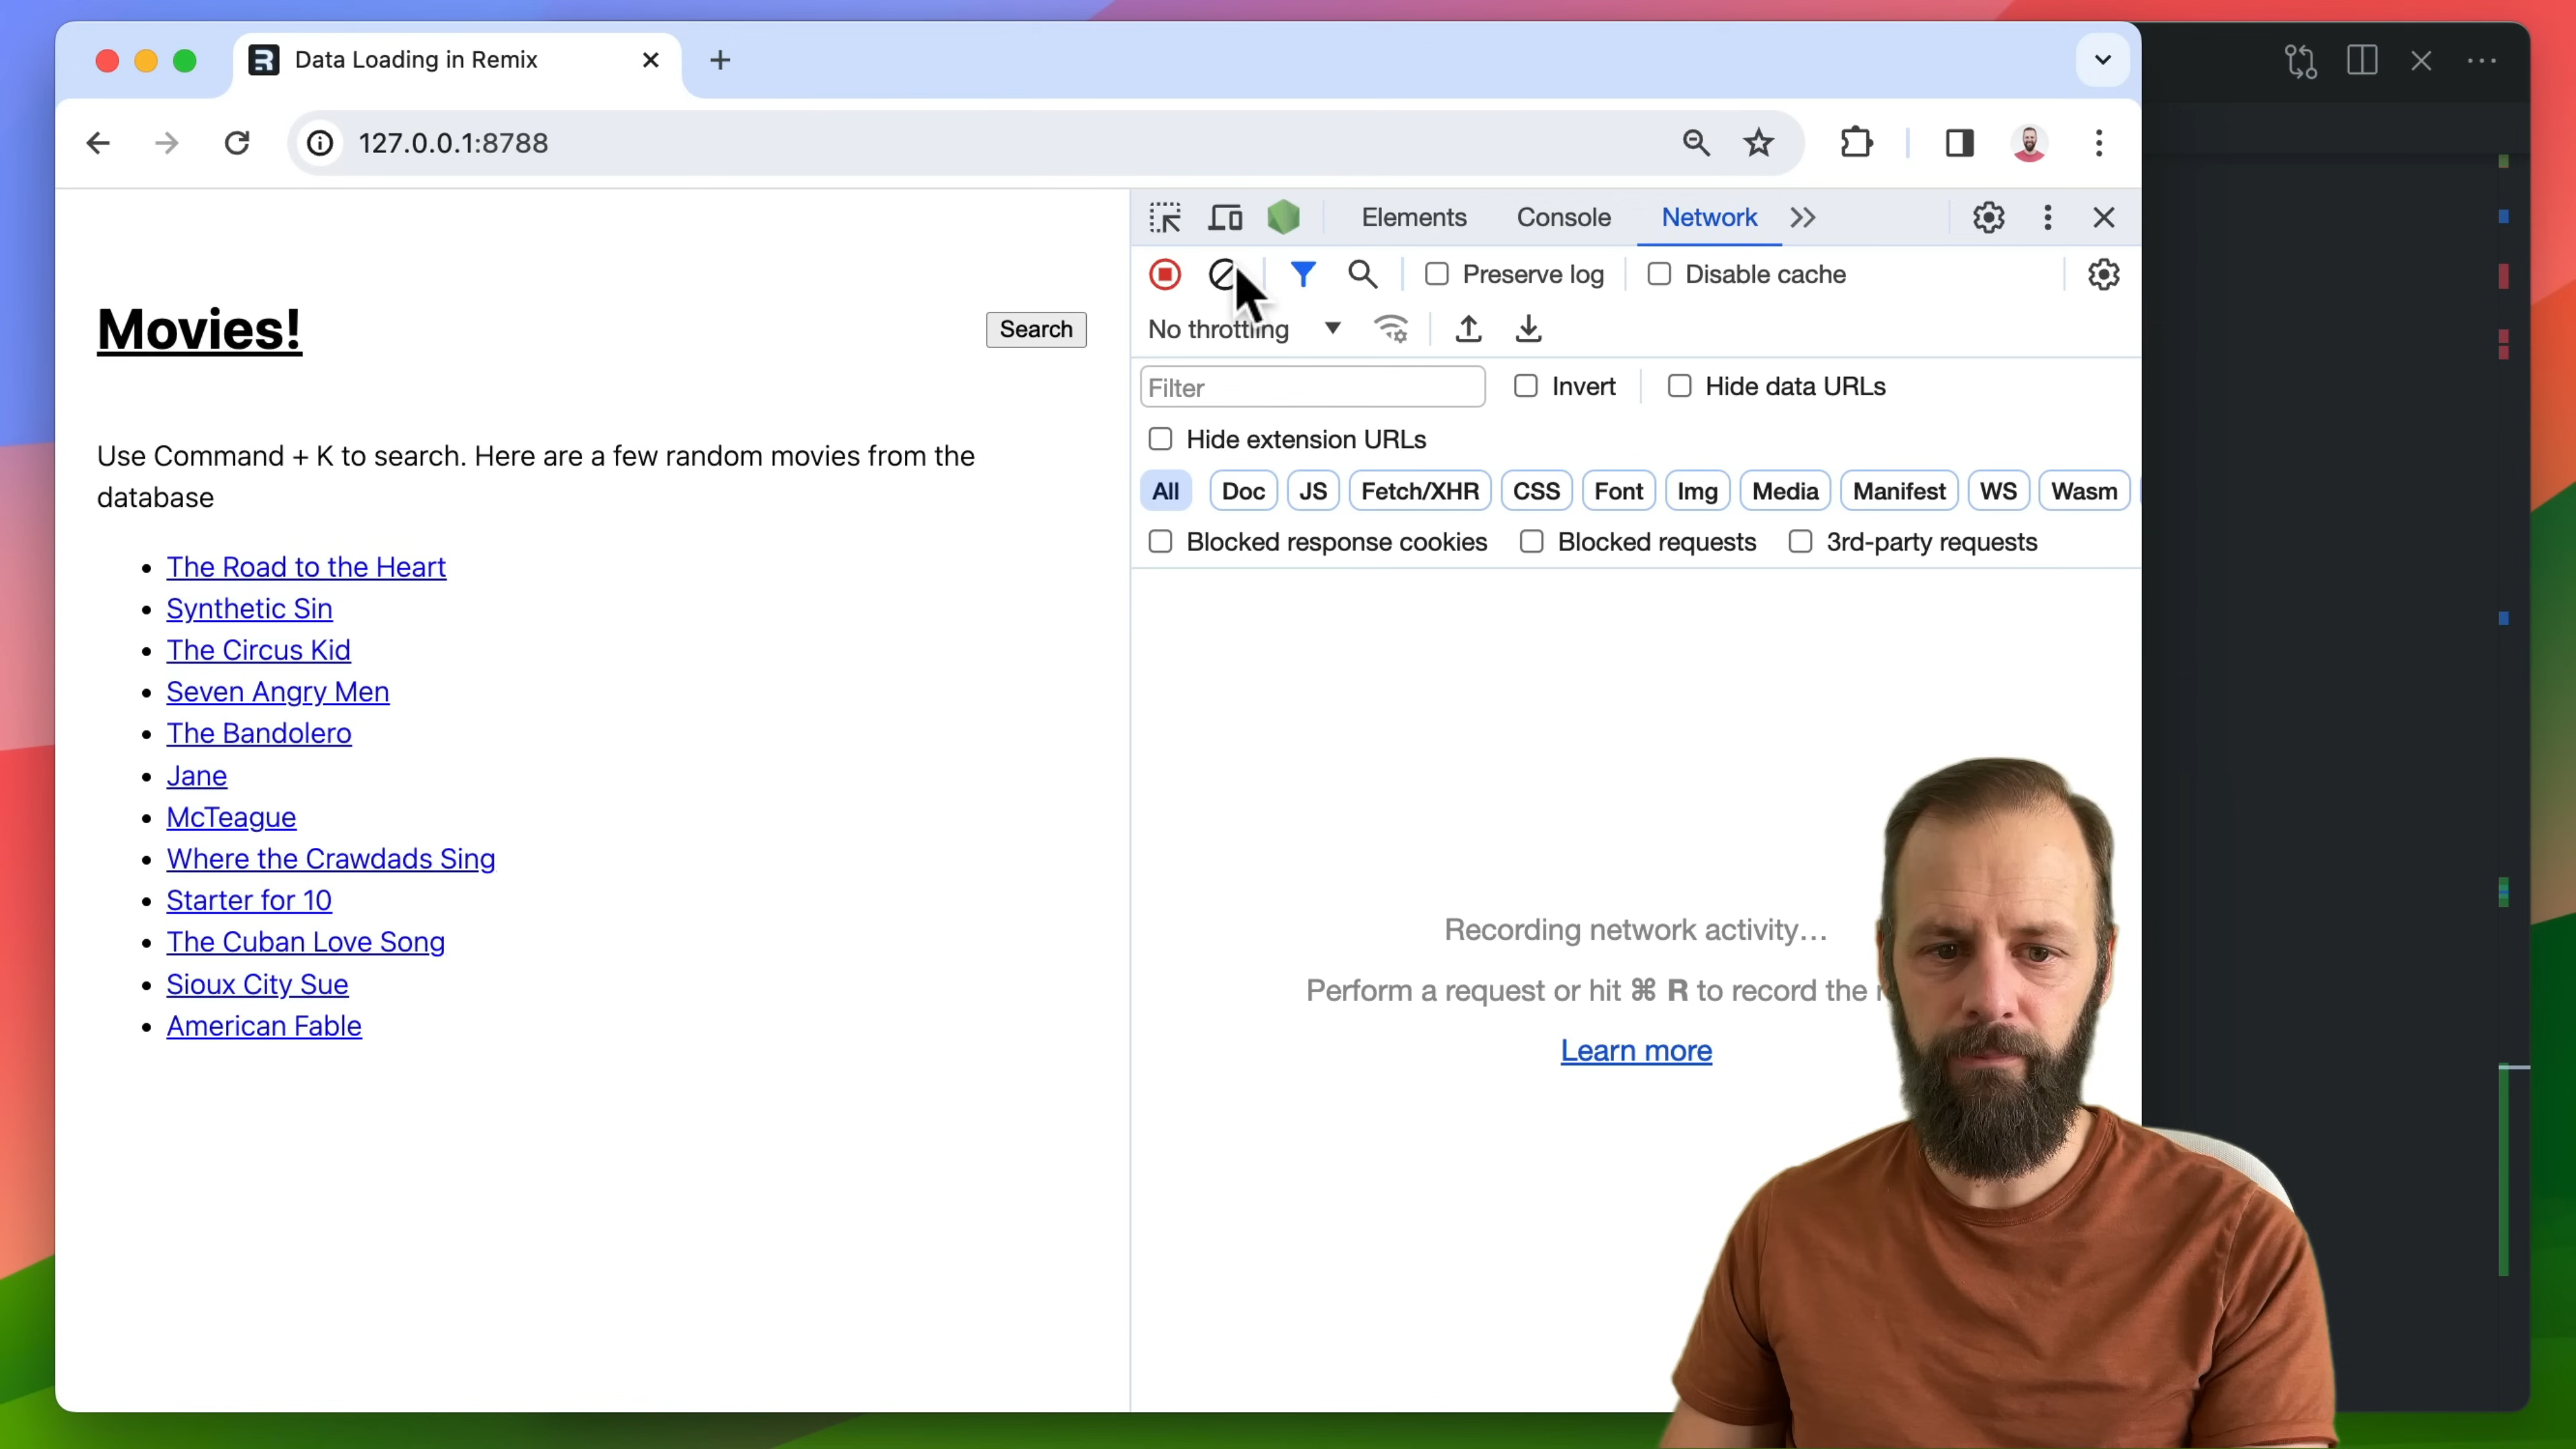 Data Loading in Remix
127.0.0.1:8788
Elements Console Network
Preserve log Disable cache
No throttling
Filter Invert Hide data URLs
Hide extension URLs
All Doc JS Fetch/XHR CSS Font Img Media Manifest WS Wasm
Blocked response cookies Blocked requests 3rd-party requests
Recording network activity…
Perform a request or hit ⌘ R to record the
Learn more
Movies!
Search
Use Command + K to search. Here are a few random movies from the
database
The Road to the Heart
Synthetic Sin
The Circus Kid
Seven Angry Men
The Bandolero
Jane
McTeague
Where the Crawdads Sing
Starter for 10
The Cuban Love Song
Sioux City Sue
American Fable